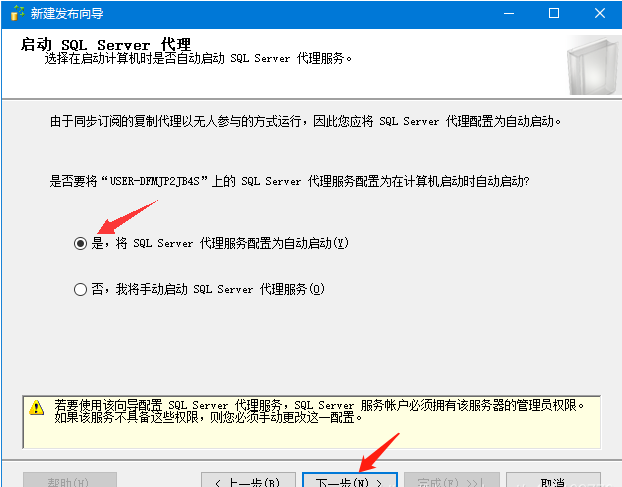 新建发布向导
启动 SQL Server 代理
选择在启动计算机时是否自动启动 SQL Server 代理服务。
由于同步订阅的复制代理以无人参与的方式运行，因此您应将 SQL Server 代理配置为自动启动。
是否要将“USER-DFMJP2JB4S”上的 SQL Server 代理服务配置为在计算机启动时自动启动?
是，将 SQL Server 代理服务配置为自动启动(Y)
否，我将手动启动 SQL Server 代理服务(O)
若要使用该向导配置 SQL Server 代理服务，SQL Server 服务帐户必须拥有该服务器的管理员权限。
如果该服务不具备这些权限，则您必须手动更改这一配置。
帮助(H) < 上一步(B) 下一步(N) > 完成(F) >>| 取消